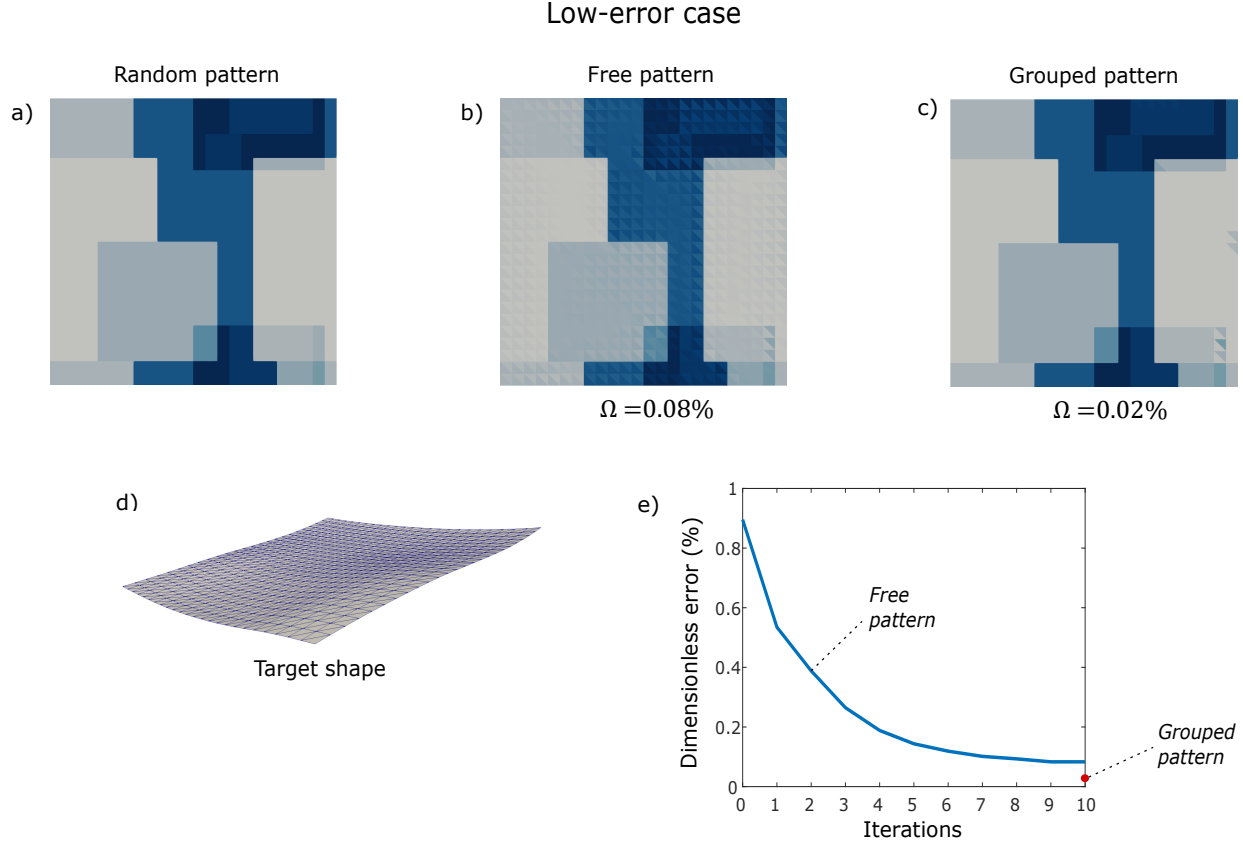 Low-error case
Random pattern
Free pattern
Grouped pattern
a)
b)
c)
Ω =0.08%
Ω =0.02%
d)
Target shape
e)
Dimensionless error (%)
1
0.8
0.6
0.4
0.2
0
0 1 2 3 4 5 6 7 8 9 10
Iterations
Free
pattern
Grouped
pattern